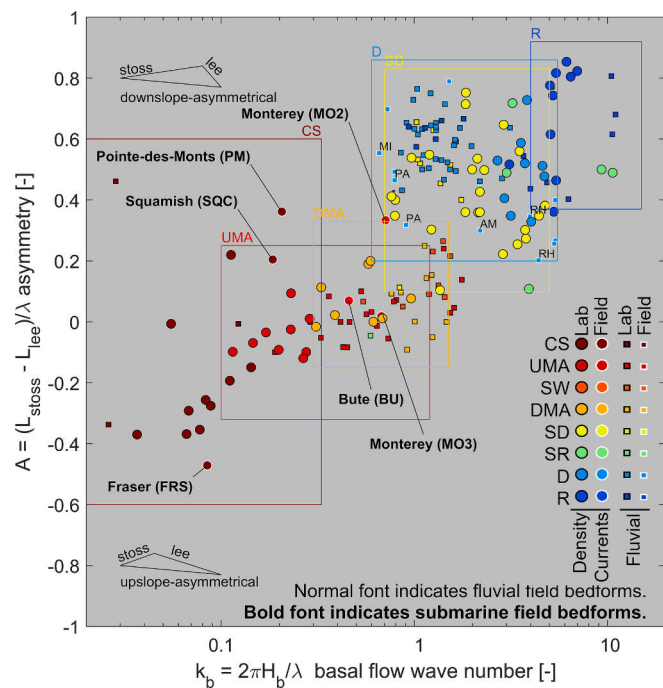 1
0.8
0.6
0.4
0.2
0
-0.2
-0.4
-0.6
-0.8
-1
A = (L_stoss - L_lee)/λ asymmetry [-]
0.1
1
10
k_b = 2πH_b/λ basal flow wave number [-]
stoss
lee
downslope-asymmetrical
Monterey (MO2)
CS
Pointe-des-Monts (PM)
Squamish (SQC)
UMA
DMA
D
SD
R
MI
PA
PA
AM
RH
RH
Bute (BU)
Monterey (MO3)
Fraser (FRS)
stoss
lee
upslope-asymmetrical
Lab
Field
Lab
Field
CS
UMA
SW
DMA
SD
SR
D
R
Density
Currents
Fluvial
Normal font indicates fluvial field bedforms.
Bold font indicates submarine field bedforms.